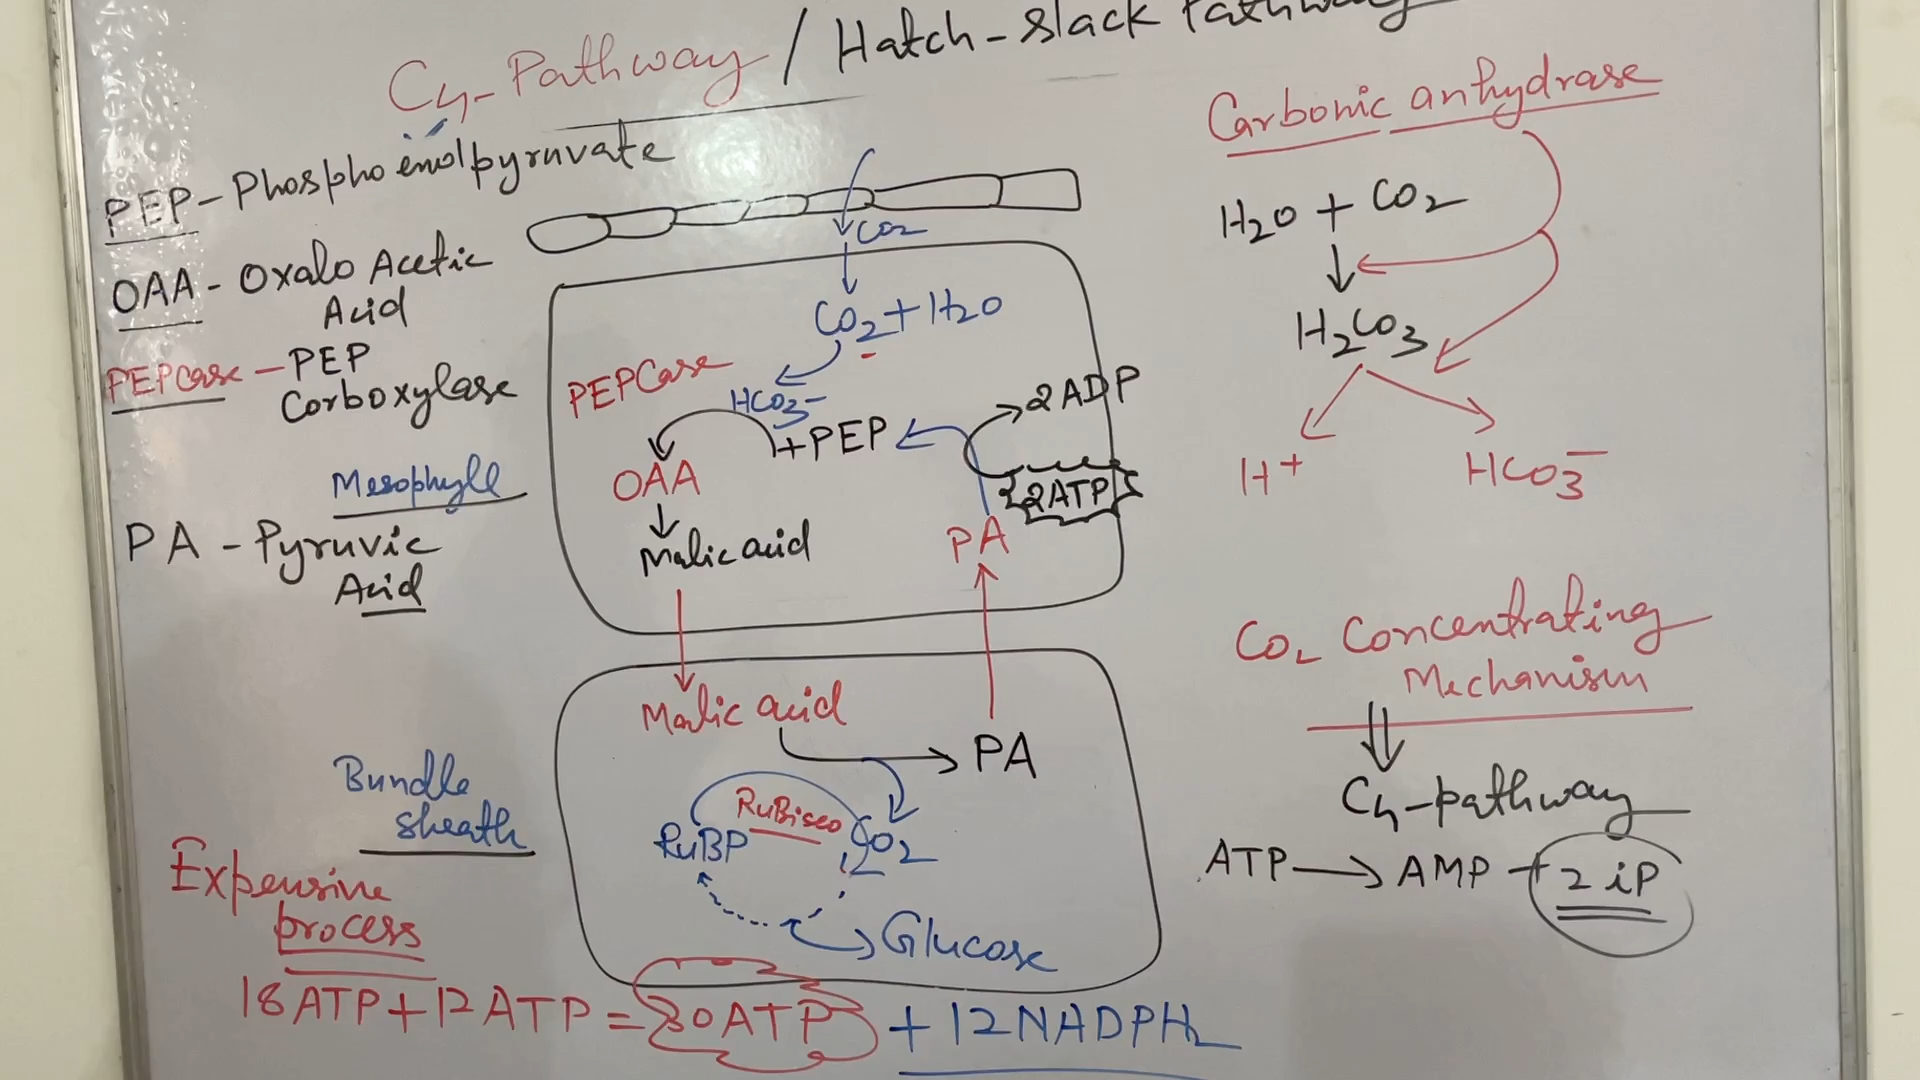 C4-Pathway / Hatch-slack Pathway
PEP-Phosphoenolpyruvate
OAA - Oxalo Acetic
Acid
PEPCase - PEP
Corboxylase
Mesophyll
PA - Pyruvic
Acid
Bundle
sheath
Expensive
process
18ATP+12ATP=30ATP + 12NADPH2
CO2
CO2+H2O
PEPCase
HCO3-
+PEP
2ADP
2ATP
OAA
Malic acid
PA
Malic acid
PA
RuBisco
RuBP
CO2
Glucose
Carbonic anhydrase
H2O + CO2
H2CO3
H+
HCO3-
CO2 Concentrating
Mechanism
C4-pathway
ATP → AMP + 2 iP